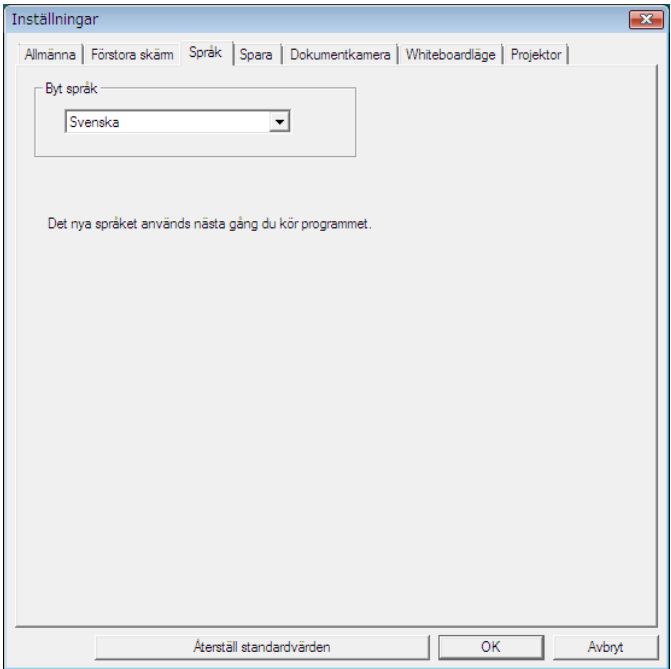 Inställningar
Allmänna Förstora skärm Språk Spara Dokumentkamera Whiteboardläge Projektor
Byt språk
Svenska
Det nya språket används nästa gång du kör programmet.
Återställ standardvärden OK Avbryt